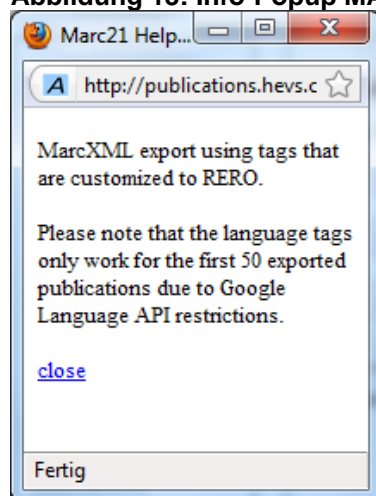 Abbildung 18: Info Popup MA
Marc21 Help...
A http://publications.hevs.c
MarcXML export using tags that
are customized to RERO.
Please note that the language tags
only work for the first 50 exported
publications due to Google
Language API restrictions.
close
Fertig